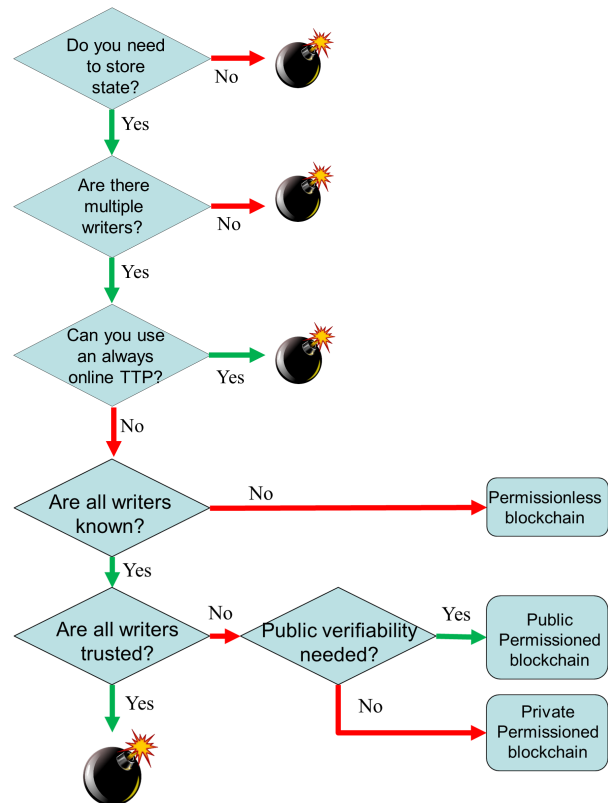 Do you need
to store
state?
No
Yes
Are there
multiple
writers?
No
Yes
Can you use
an always
online TTP?
Yes
No
Are all writers
known?
No
Permissionless
blockchain
Yes
Are all writers
trusted?
No
Public verifiability
needed?
Yes
Public
Permissioned
blockchain
Yes
No
Private
Permissioned
blockchain